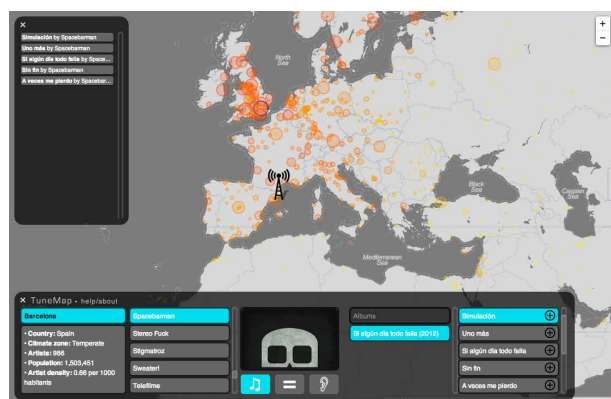 ×
Simulación by Spacebarman
Uno más by Spacebarman
Si algún día todo falla by Space...
Sin fin by Spacebarman
A veces me pierdo by Spacebar...
+
−
North
Sea
Black
Sea
Caspian
Sea
Mediterranean
Sea
× TuneMap • help/about
Barcelona
• Country: Spain
• Climate zone: Temperate
• Artists: 986
• Population: 1,503,451
• Artist density: 0.66 per 1000
habitants
Spacebarman
Stereo Fuck
Stigmatroz
Sweater!
Telefilme
Albums
Si algún día todo falla (2012)
Simulación
Uno más
Si algún día todo falla
Sin fin
A veces me pierdo